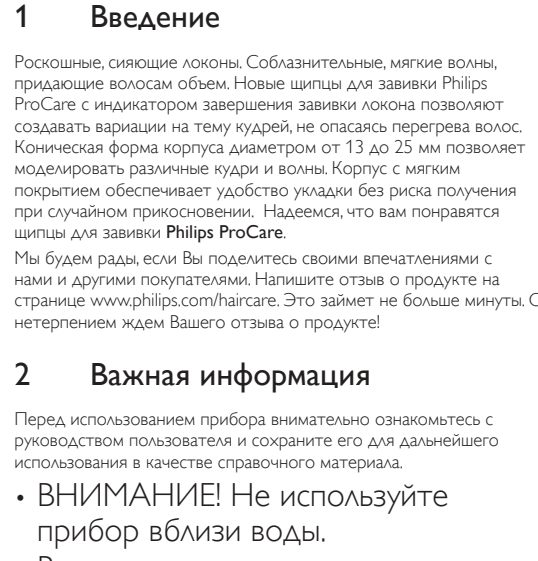 1 Введение
Роскошные, сияющие локоны. Соблазнительные, мягкие волны,
придающие волосам объем. Новые щипцы для завивки Philips
ProCare с индикатором завершения завивки локона позволяют
создавать вариации на тему кудрей, не опасаясь перегрева волос.
Коническая форма корпуса диаметром от 13 до 25 мм позволяет
моделировать различные кудри и волны. Корпус с мягким
покрытием обеспечивает удобство укладки без риска получения
при случайном прикосновении. Надеемся, что вам понравятся
щипцы для завивки Philips ProCare.
Мы будем рады, если Вы поделитесь своими впечатлениями с
нами и другими покупателями. Напишите отзыв о продукте на
странице www.philips.com/haircare. Это займет не больше минуты. С
нетерпением ждем Вашего отзыва о продукте!
2 Важная информация
Перед использованием прибора внимательно ознакомьтесь с
руководством пользователя и сохраните его для дальнейшего
использования в качестве справочного материала.
• ВНИМАНИЕ! Не используйте
прибор вблизи воды.